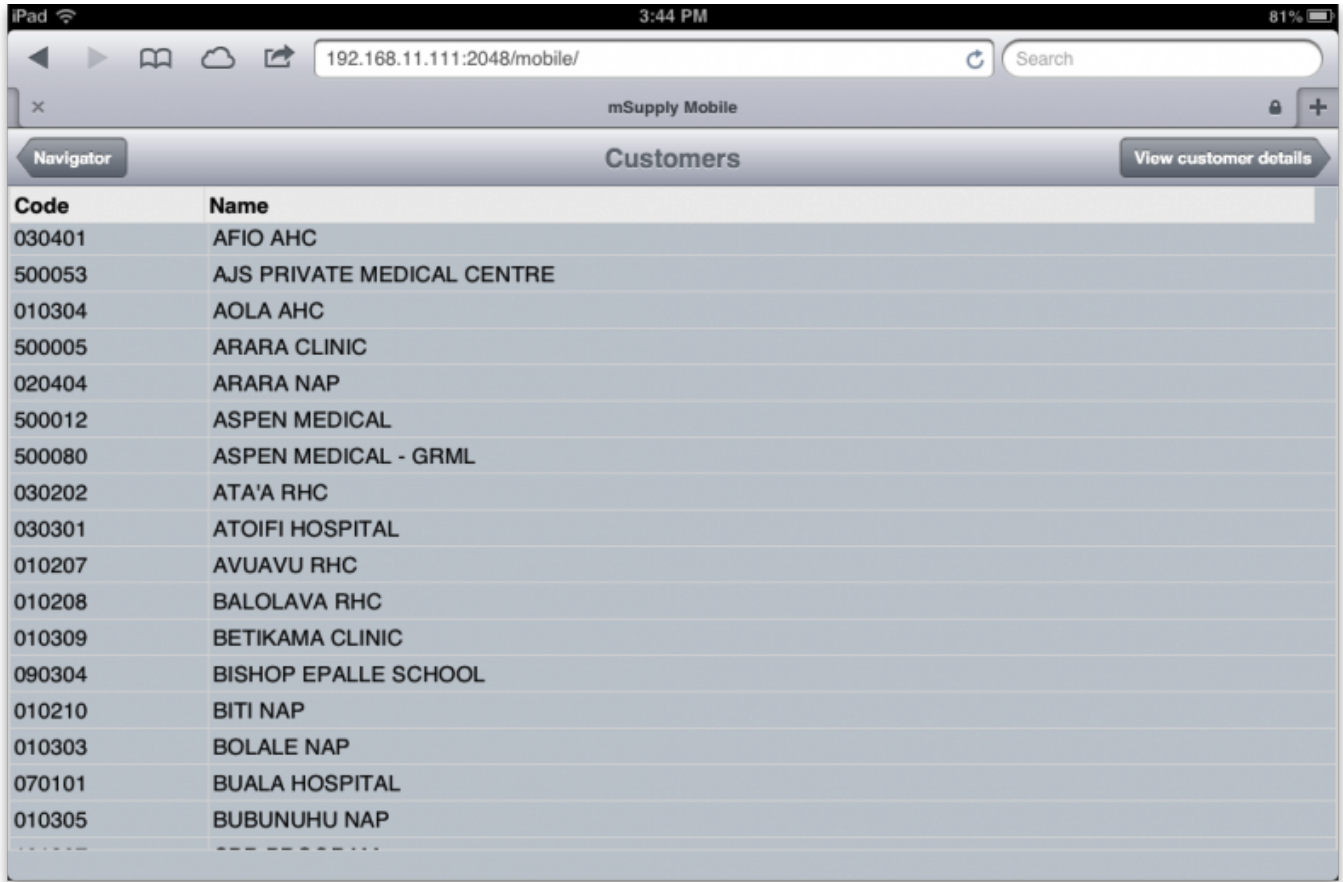 iPad 3:44 PM 81%
192.168.11.111:2048/mobile/ Search
mSupply Mobile
Navigator Customers View customer details
Code Name
030401 AFIO AHC
500053 AJS PRIVATE MEDICAL CENTRE
010304 AOLA AHC
500005 ARARA CLINIC
020404 ARARA NAP
500012 ASPEN MEDICAL
500080 ASPEN MEDICAL - GRML
030202 ATA'A RHC
030301 ATOIFI HOSPITAL
010207 AVUAVU RHC
010208 BALOLAVA RHC
010309 BETIKAMA CLINIC
090304 BISHOP EPALLE SCHOOL
010210 BITI NAP
010303 BOLALE NAP
070101 BUALA HOSPITAL
010305 BUBUNUHU NAP